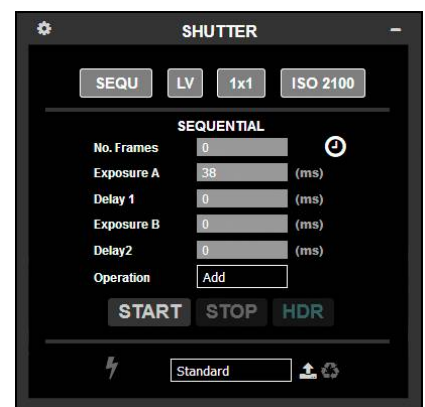 SHUTTER
SEQU LV 1x1 ISO 2100
SEQUENTIAL
No. Frames 0
Exposure A 38 (ms)
Delay 1 0 (ms)
Exposure B 0 (ms)
Delay2 0 (ms)
Operation Add
START STOP HDR
Standard